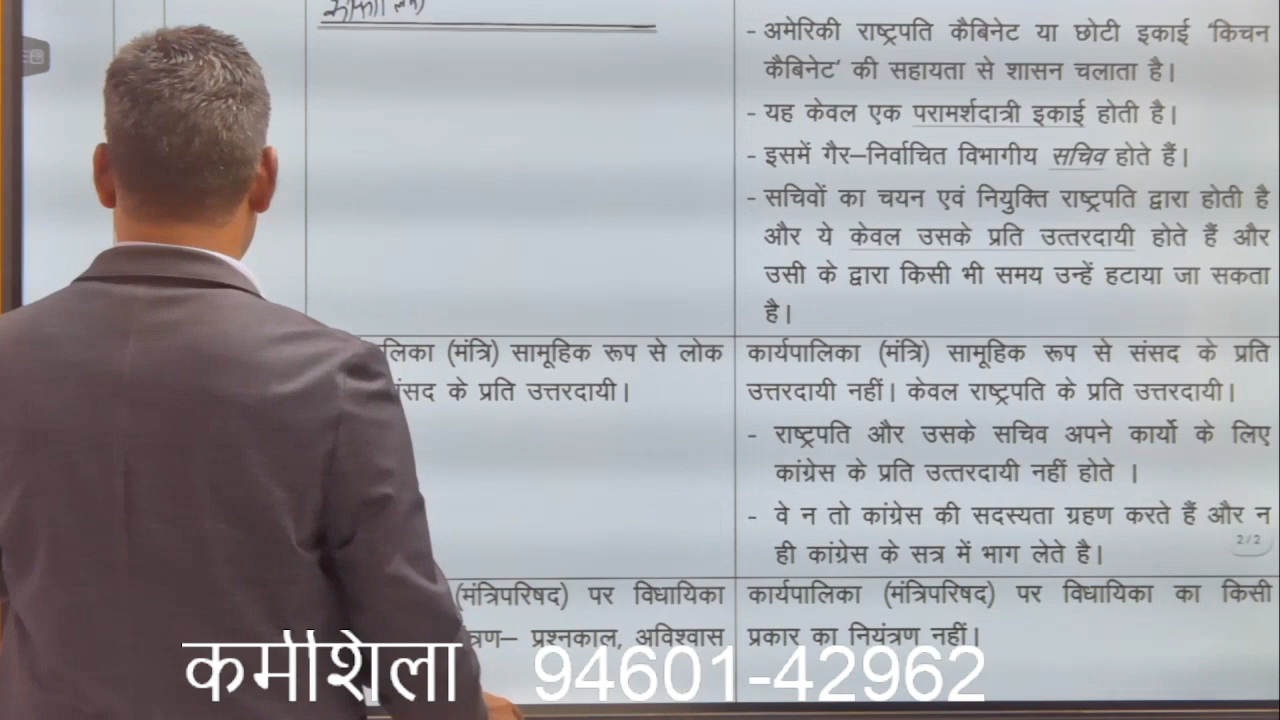 - अमेरिकी राष्ट्रपति कैबिनेट या छोटी इकाई 'किचन
कैबिनेट' की सहायता से शासन चलाता है।
- यह केवल एक परामर्शदात्री इकाई होती है।
- इसमें गैर–निर्वाचित विभागीय सचिव होते हैं।
- सचिवों का चयन एवं नियुक्ति राष्ट्रपति द्वारा होती है
और ये केवल उसके प्रति उत्तरदायी होते हैं और
उसी के द्वारा किसी भी समय उन्हें हटाया जा सकता
है।
लिका (मंत्रि) सामूहिक रूप से लोक
संसद के प्रति उत्तरदायी।
कार्यपालिका (मंत्रि) सामूहिक रूप से संसद के प्रति
उत्तरदायी नहीं। केवल राष्ट्रपति के प्रति उत्तरदायी।
- राष्ट्रपति और उसके सचिव अपने कार्यो के लिए
कांग्रेस के प्रति उत्तरदायी नहीं होते ।
- वे न तो कांग्रेस की सदस्यता ग्रहण करते हैं और न
ही कांग्रेस के सत्र में भाग लेते है।
2/2
(मंत्रिपरिषद) पर विधायिका
त्रण– प्रश्नकाल, अविश्वास
कार्यपालिका (मंत्रिपरिषद) पर विधायिका का किसी
प्रकार का नियंत्रण नहीं।
कर्मशिला 94601-42962